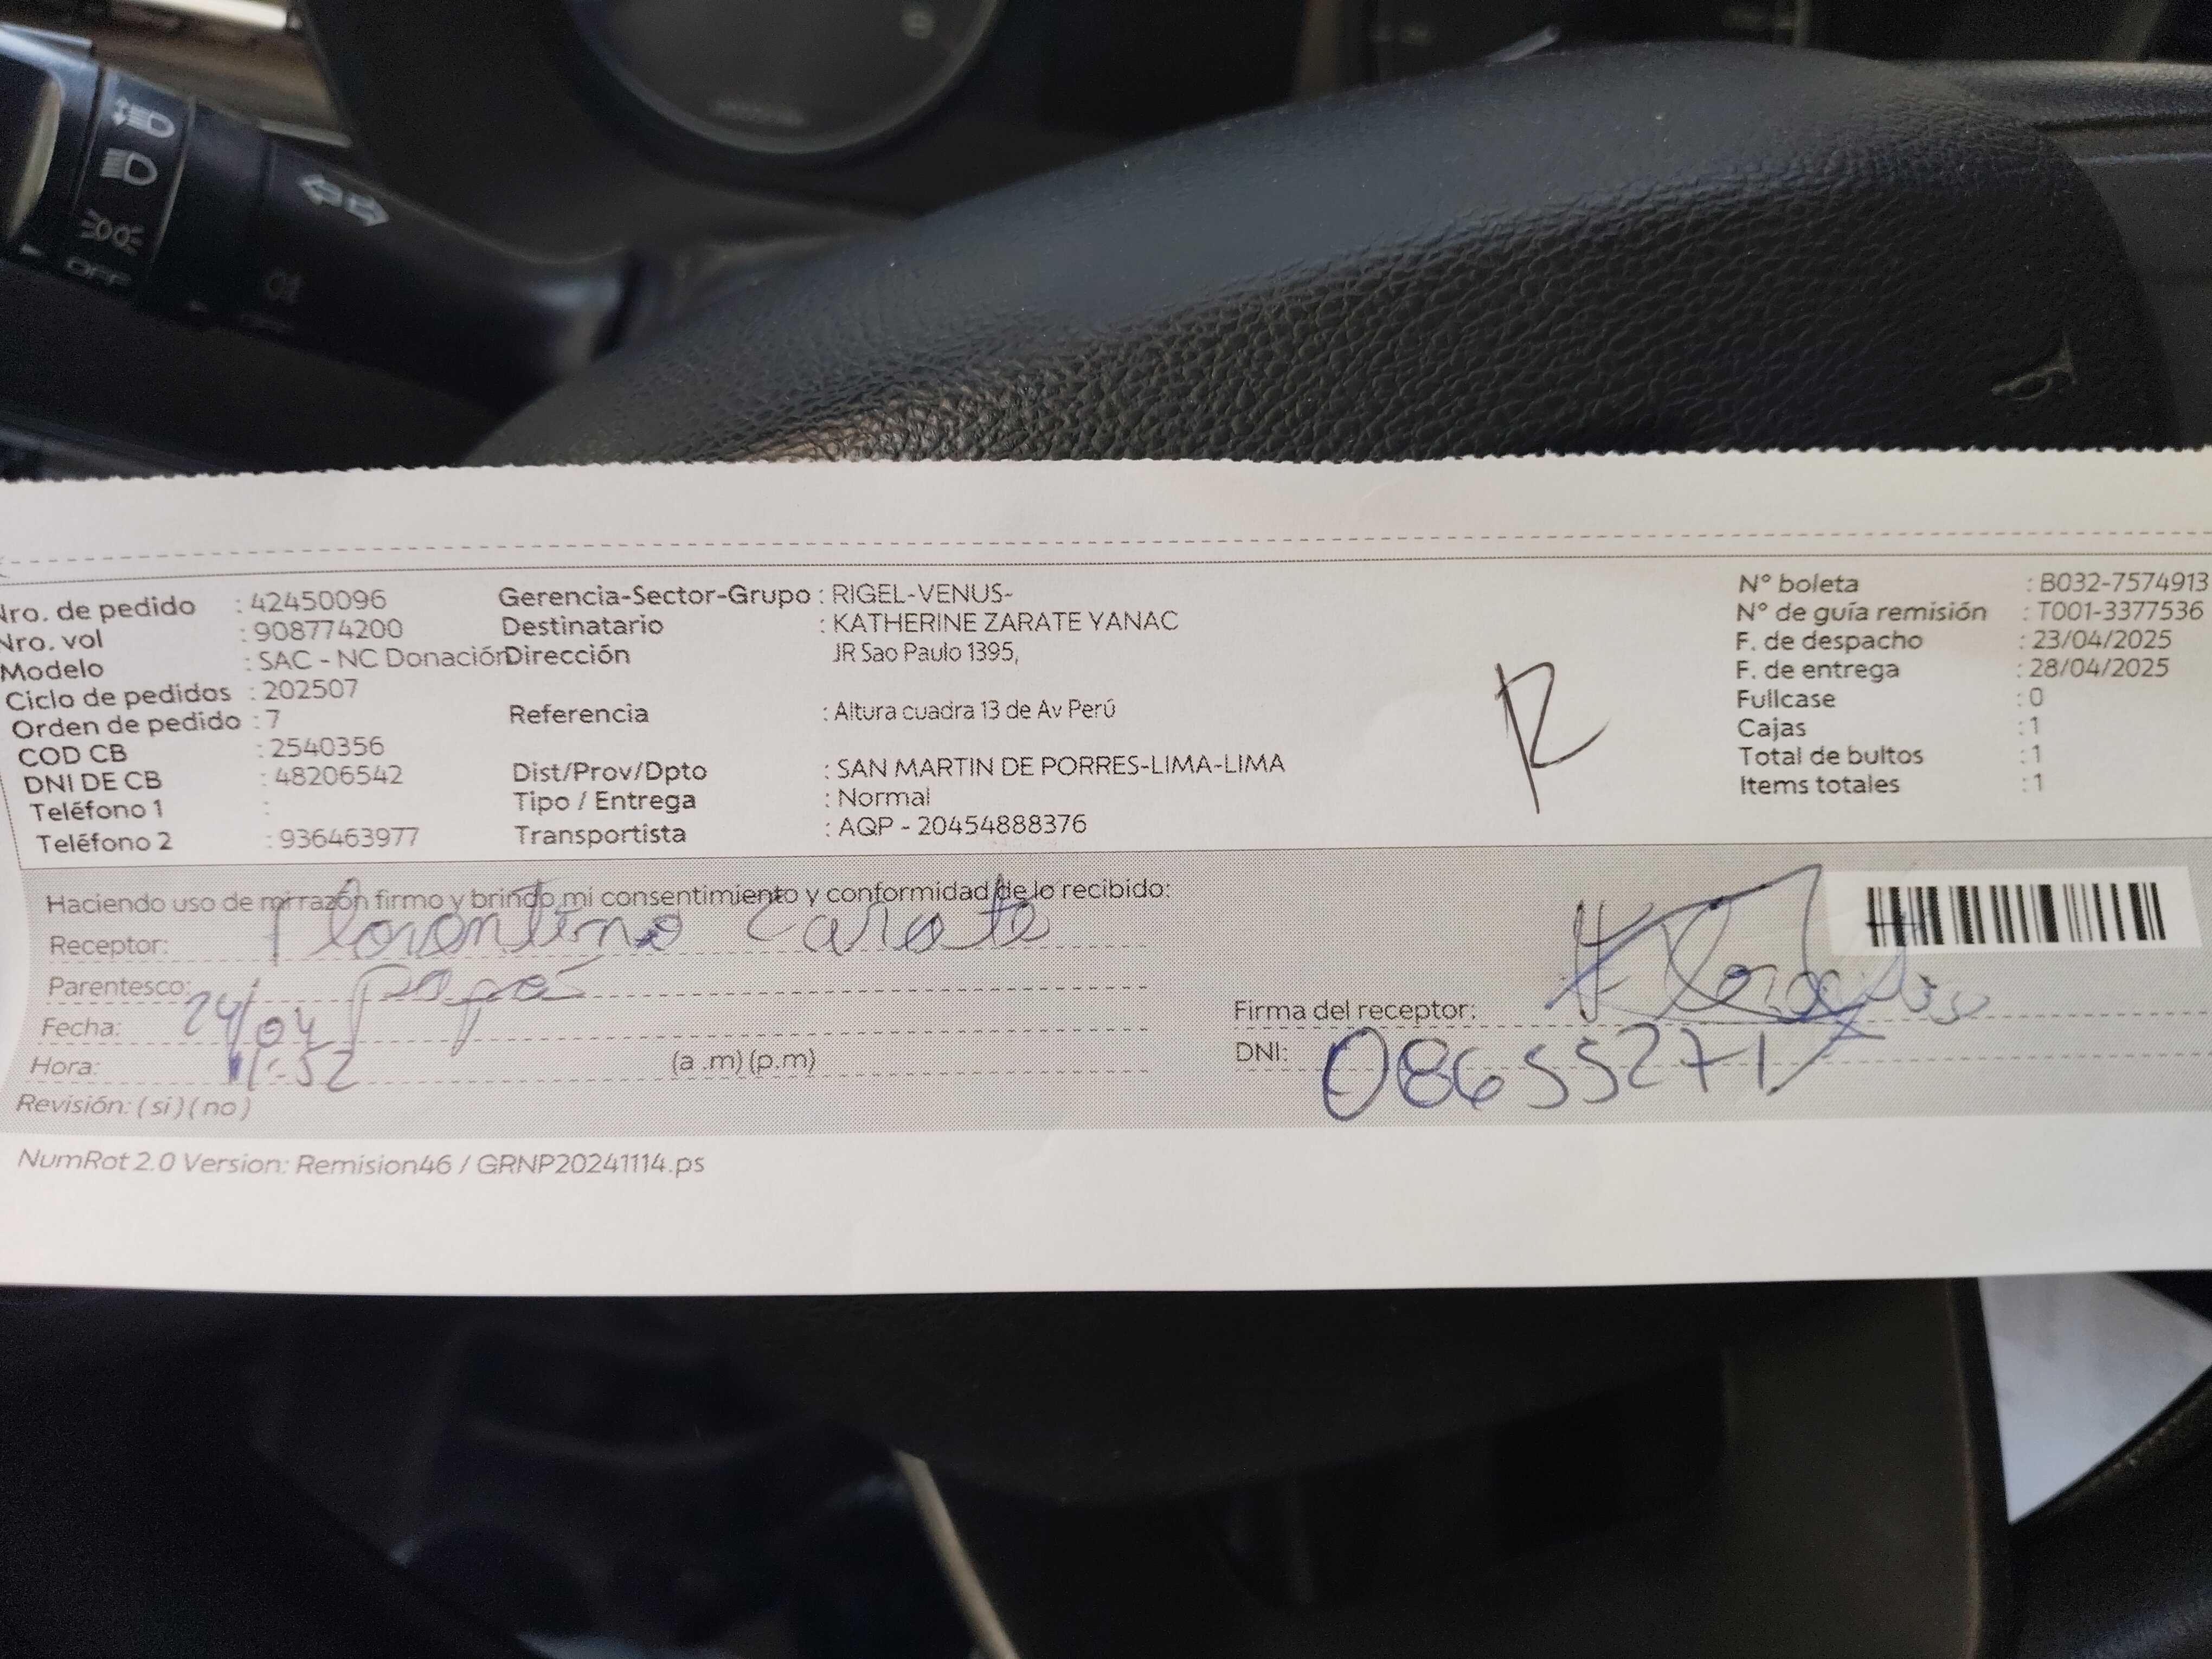 OFF
Nro. de pedido : 42450096
Nro. vol : 908774200
Modelo : SAC - NC Donación
Ciclo de pedidos : 202507
Orden de pedido : 7
COD CB : 2540356
DNI DE CB : 48206542
Teléfono 1 :
Teléfono 2 : 936463977
Gerencia-Sector-Grupo : RIGEL-VENUS-
Destinatario : KATHERINE ZARATE YANAC
Dirección JR Sao Paulo 1395,
Referencia : Altura cuadra 13 de Av Perú
Dist/Prov/Dpto : SAN MARTIN DE PORRES-LIMA-LIMA
Tipo / Entrega : Normal
Transportista : AQP - 20454888376
R
N° boleta : B032-7574913
N° de guía remisión : T001-3377536
F. de despacho : 23/04/2025
F. de entrega : 28/04/2025
Fullcase : 0
Cajas : 1
Total de bultos : 1
Items totales : 1
Haciendo uso de mi razón firmo y brindo mi consentimiento y conformidad de lo recibido:
Receptor: Florentino Zarate
Parentesco: papá
Fecha: 24/04
Hora: 11:52 (a .m) (p.m)
Revisión: ( si ) ( no )
Firma del receptor:
DNI: 08655271
NumRot 2.0 Version: Remision46 / GRNP20241114.ps